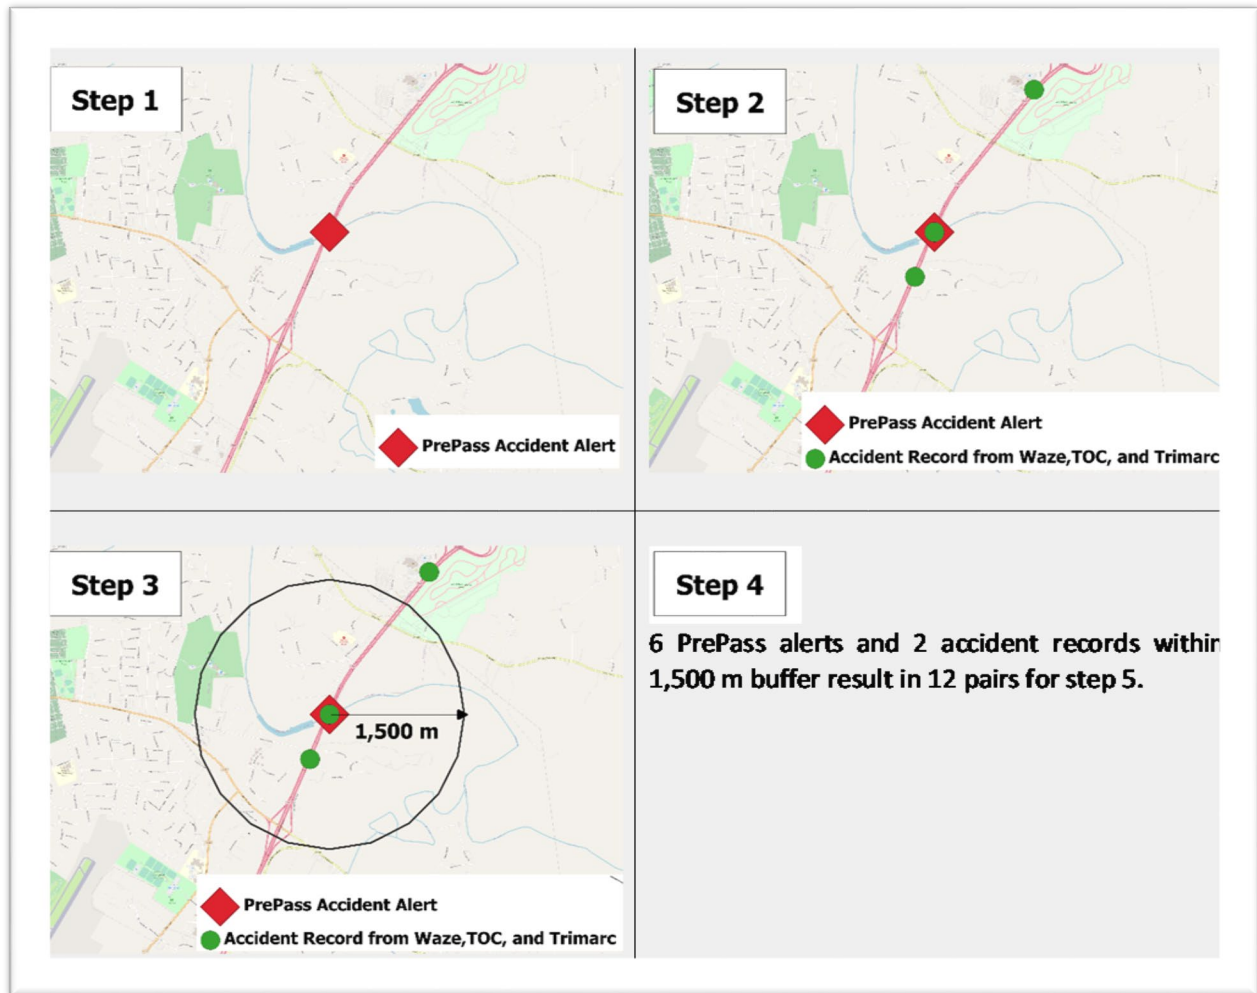 Step 1
PrePass Accident Alert
Step 2
PrePass Accident Alert
Accident Record from Waze,TOC, and Trimarc
Step 3
1,500 m
PrePass Accident Alert
Accident Record from Waze,TOC, and Trimarc
Step 4
6 PrePass alerts and 2 accident records within
1,500 m buffer result in 12 pairs for step 5.